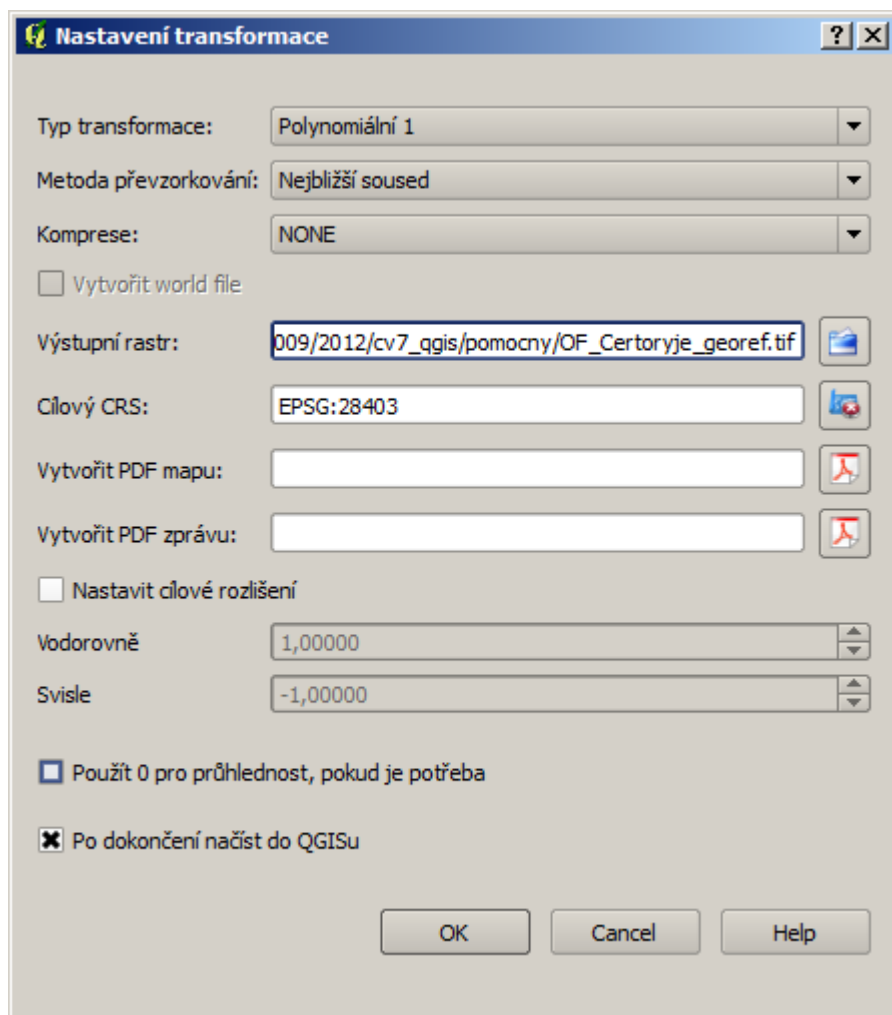 Nastavení transformace
Typ transformace: Polynomiální 1
Metoda převzorkování: Nejbližší soused
Komprese: NONE
Vytvořit world file
Výstupní rastr: 009/2012/cv7_qgis/pomocny/OF_Certoryje_georef.tif
Cílový CRS: EPSG:28403
Vytvořit PDF mapu:
Vytvořit PDF zprávu:
Nastavit cílové rozlišení
Vodorovně 1,00000
Svisle -1,00000
Použít 0 pro průhlednost, pokud je potřeba
Po dokončení načíst do QGISu
OK Cancel Help